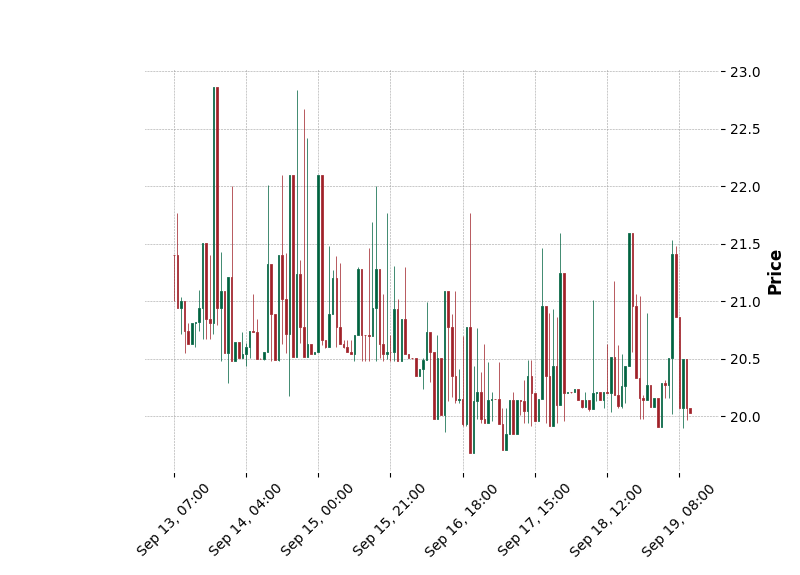 23.0
22.5
22.0
21.5
21.0
20.5
20.0
Price
Sep 13, 07:00
Sep 14, 04:00
Sep 15, 00:00
Sep 15, 21:00
Sep 16, 18:00
Sep 17, 15:00
Sep 18, 12:00
Sep 19, 08:00